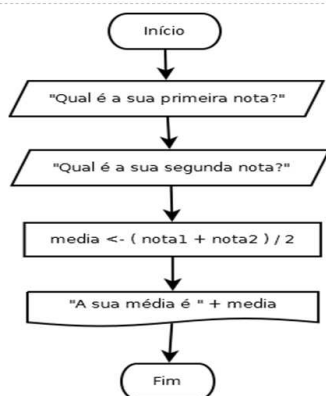 Início
"Qual é a sua primeira nota?"
"Qual é a sua segunda nota?"
media <- ( nota1 + nota2 ) / 2
"A sua média é " + media
Fim